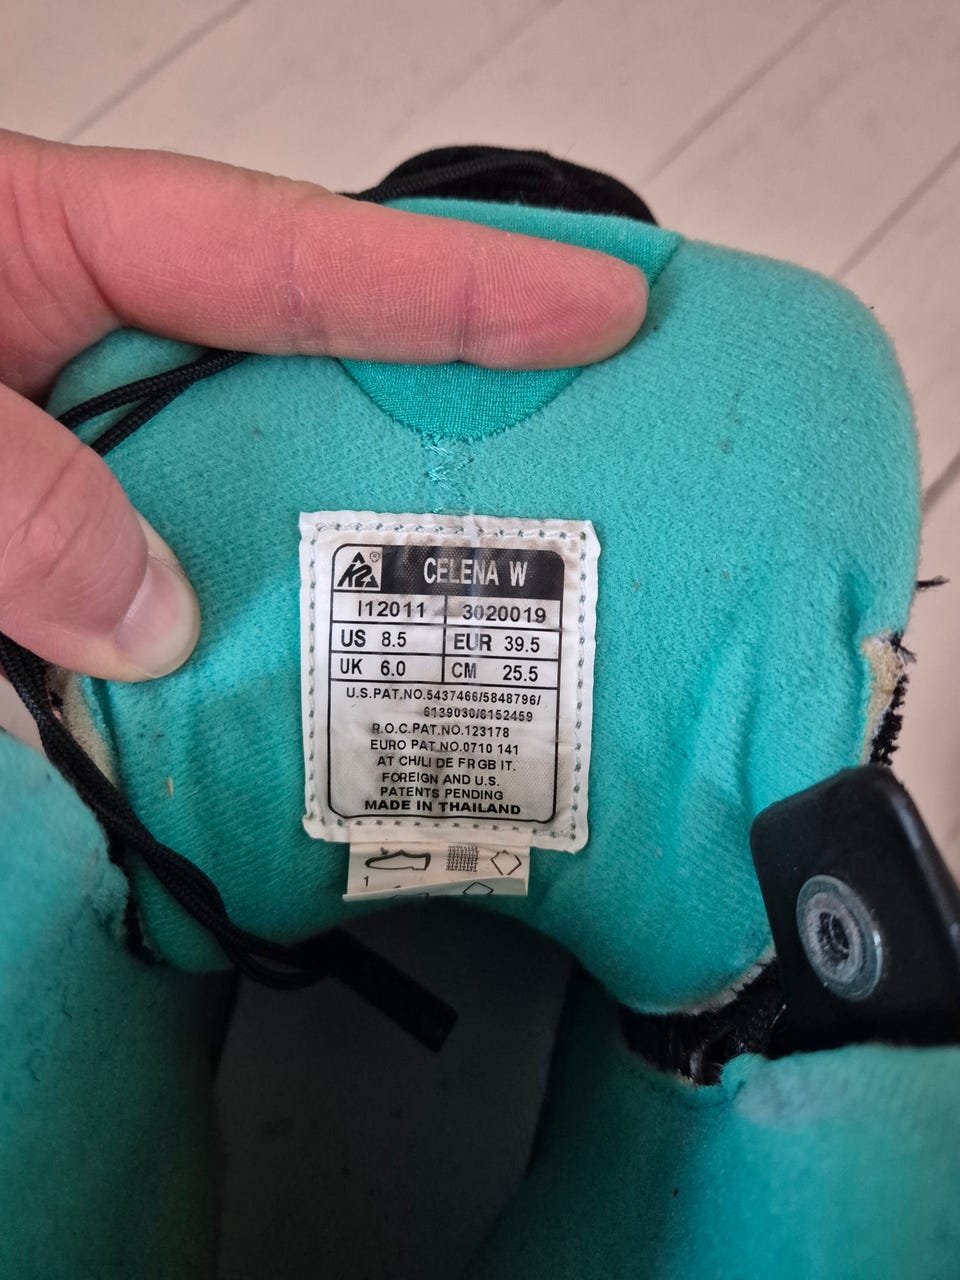 K2® CELENA W
I12011 3020019
US 8.5 EUR 39.5
UK 6.0 CM 25.5
U.S.PAT.NO.5437466/5848796/
6139030/6152459
R.O.C.PAT.NO.123178
EURO PAT NO.0710 141
AT CH/LI DE FR GB IT.
FOREIGN AND U.S.
PATENTS PENDING
MADE IN THAILAND
1